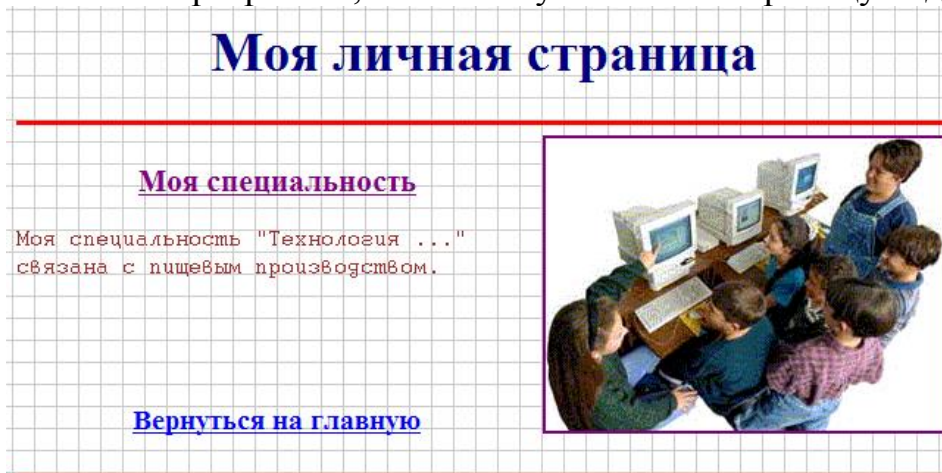 Моя личная страница
Моя специальность
Моя специальность "Технология ..."
связана с пищевым производством.
Вернуться на главную